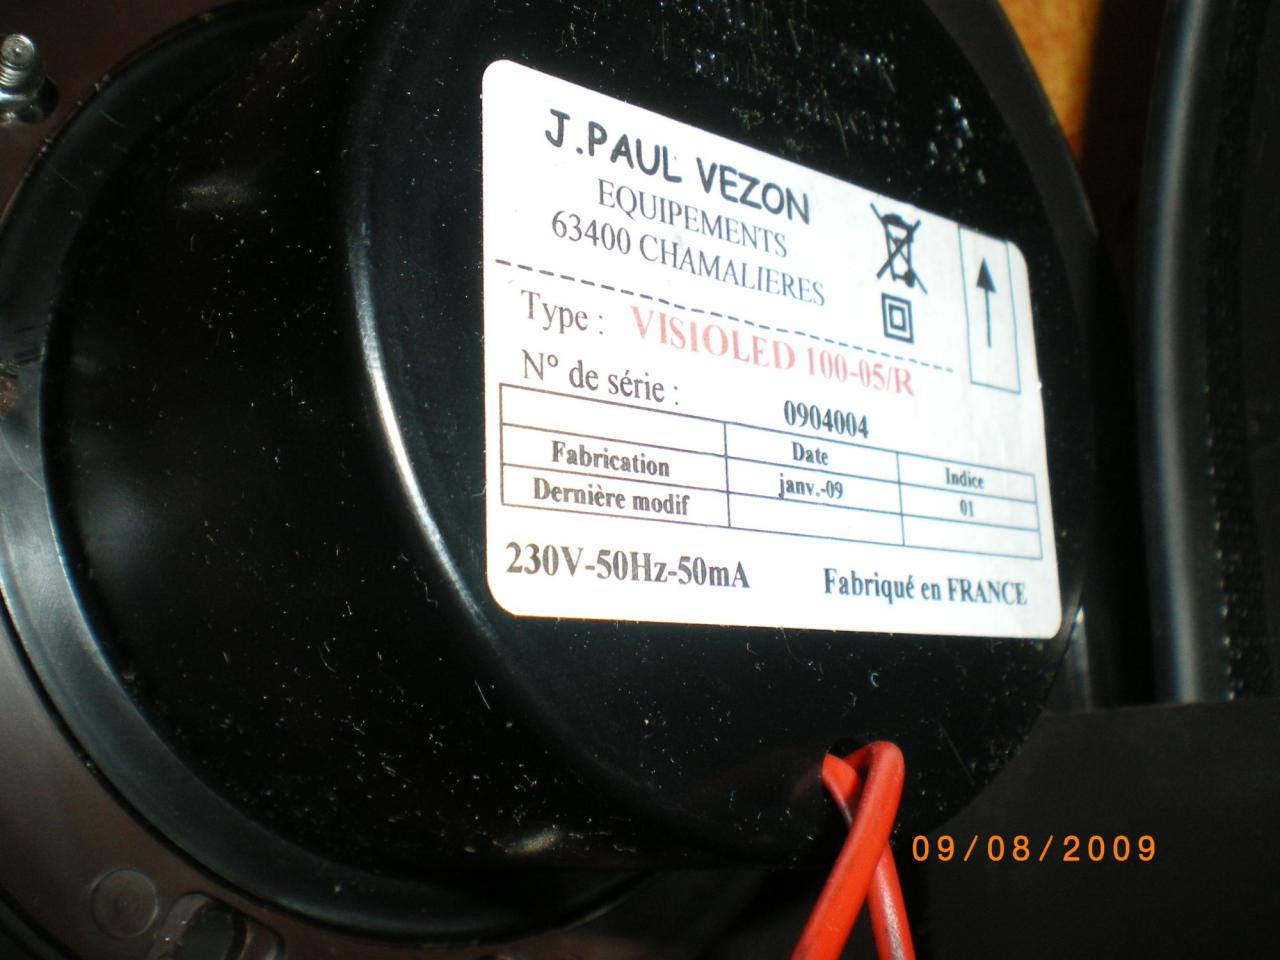 J.PAUL VEZON
EQUIPEMENTS
63400 CHAMALIERES
Type : VISIOLED 100-05/R
N° de série : 0904004
Date Indice
Fabrication janv.-09 01
Dernière modif
230V-50Hz-50mA Fabriqué en FRANCE
09/08/2009